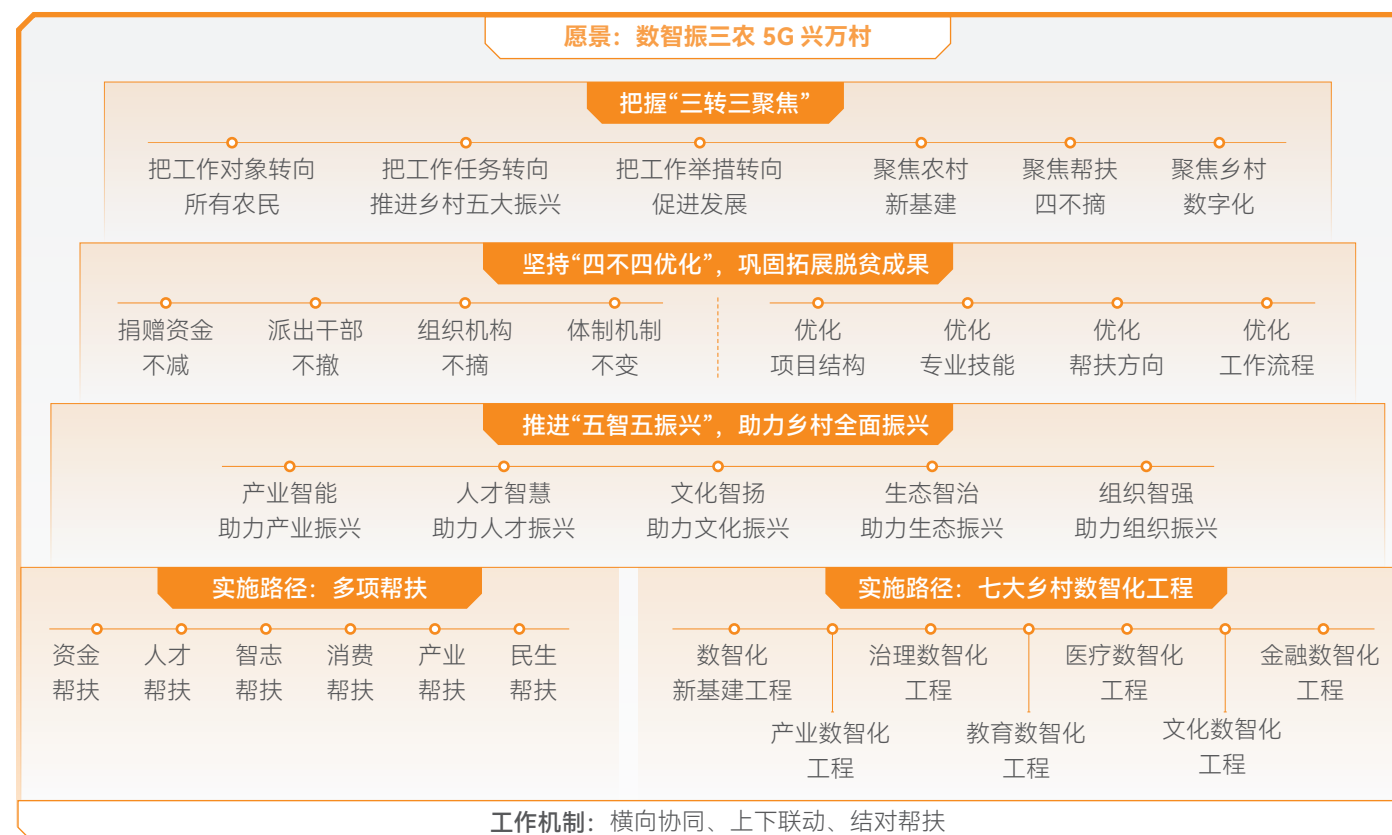 愿景：数智振三农 5G 兴万村
把握“三转三聚焦”
把工作对象转向 把工作任务转向 把工作举措转向 聚焦农村 聚焦帮扶 聚焦乡村
所有农民 推进乡村五大振兴 促进发展 新基建 四不摘 数字化
坚持“四不四优化”，巩固拓展脱贫成果
捐赠资金 派出干部 组织机构 体制机制 优化 优化 优化 优化
不减 不撤 不摘 不变 项目结构 专业技能 帮扶方向 工作流程
推进“五智五振兴”，助力乡村全面振兴
产业智能 人才智慧 文化智扬 生态智治 组织智强
助力产业振兴 助力人才振兴 助力文化振兴 助力生态振兴 助力组织振兴
实施路径：多项帮扶
资金 人才 智志 消费 产业 民生
帮扶 帮扶 帮扶 帮扶 帮扶 帮扶
实施路径：七大乡村数智化工程
数智化 治理数智化 医疗数智化 金融数智化
新基建工程 工程 工程 工程
产业数智化 教育数智化 文化数智化
工程 工程 工程
工作机制：横向协同、上下联动、结对帮扶